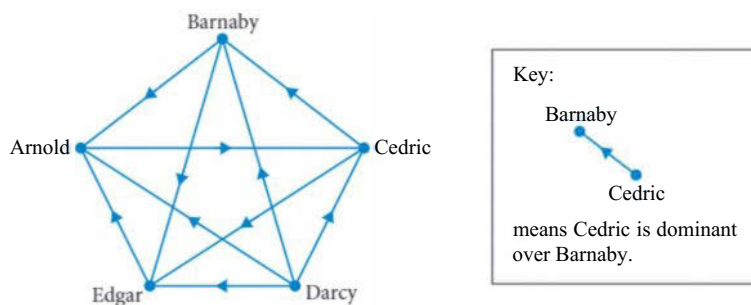 Barnaby
Arnold
Cedric
Edgar
Darcy
Key:
Barnaby
Cedric
means Cedric is dominant
over Barnaby.